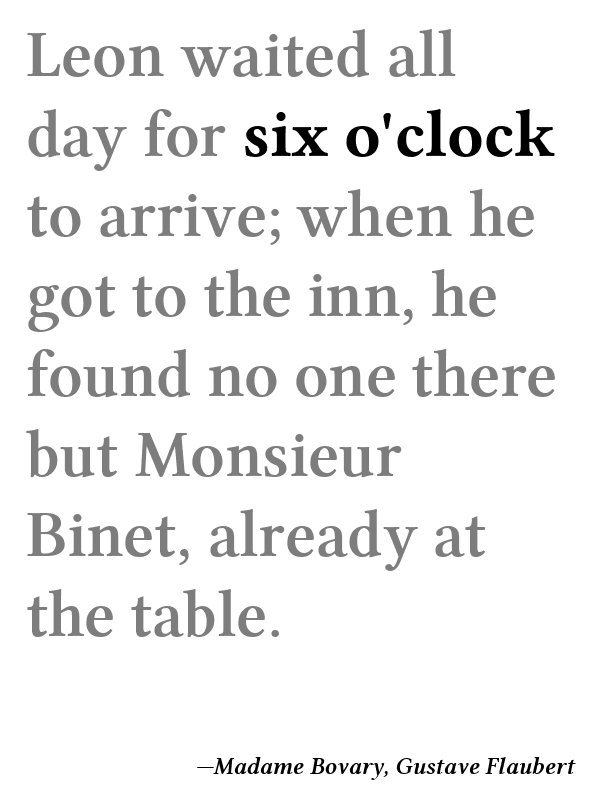 Leon waited all
day for six o'clock
to arrive; when he
got to the inn, he
found no one there
but Monsieur
Binet, already at
the table.
—Madame Bovary, Gustave Flaubert